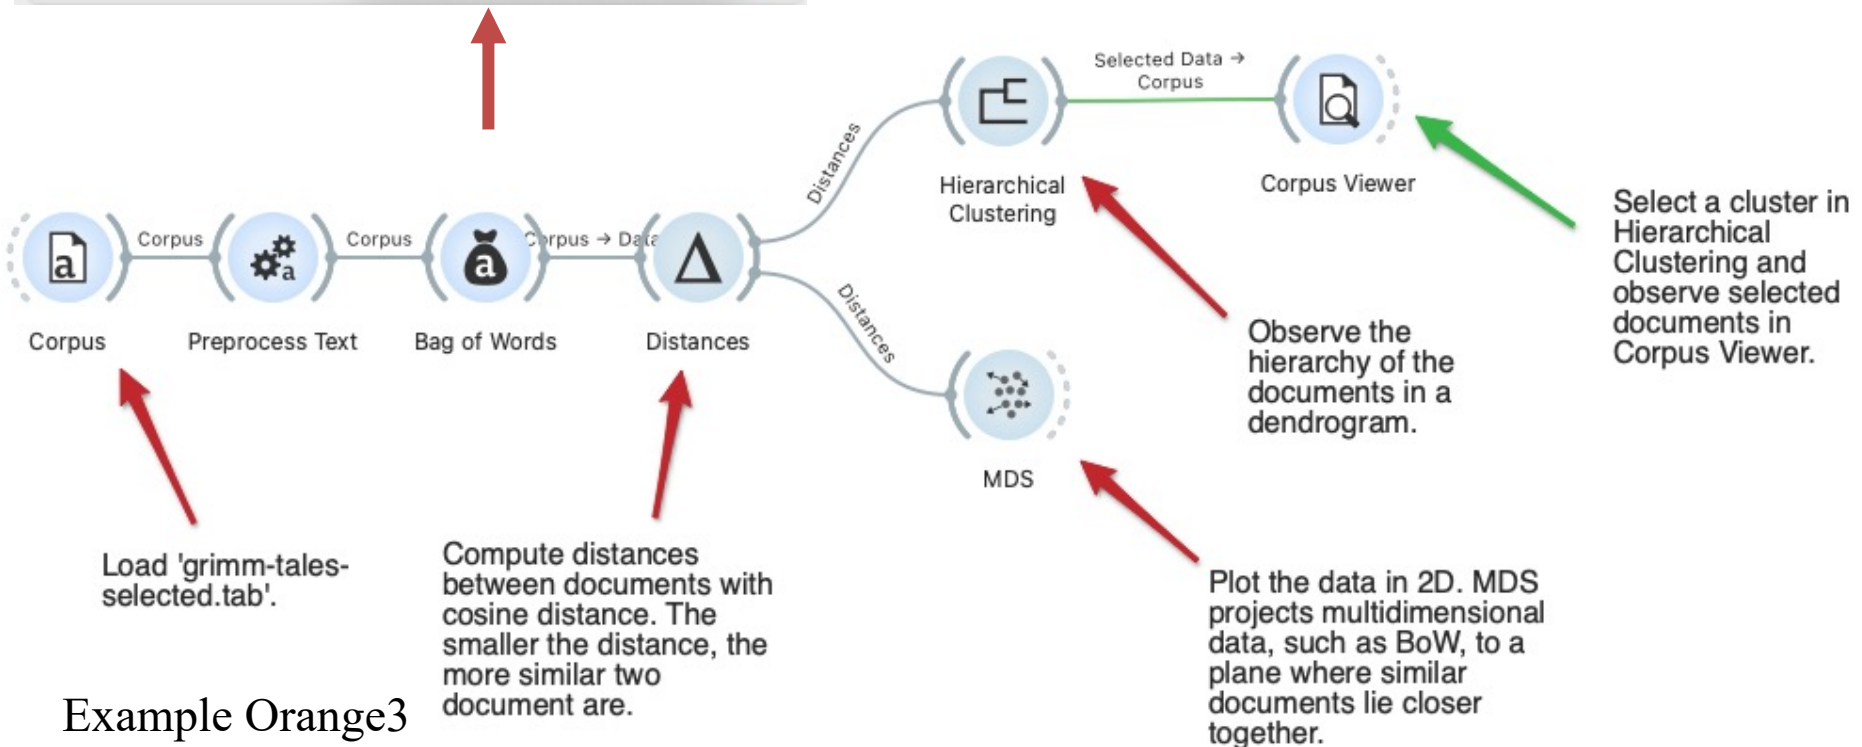 Selected Data →
Corpus
Distances
Hierarchical
Clustering
Corpus Viewer
Select a cluster in
Hierarchical
Clustering and
observe selected
documents in
Corpus Viewer.
Corpus
Corpus
Corpus → Data
a
a
a
Corpus
Preprocess Text
Bag of Words
Distances
Distances
MDS
Observe the
hierarchy of the
documents in a
dendrogram.
Load 'grimm-tales-
selected.tab'.
Compute distances
between documents with
cosine distance. The
smaller the distance, the
more similar two
document are.
Plot the data in 2D. MDS
projects multidimensional
data, such as BoW, to a
plane where similar
documents lie closer
together.
Example Orange3